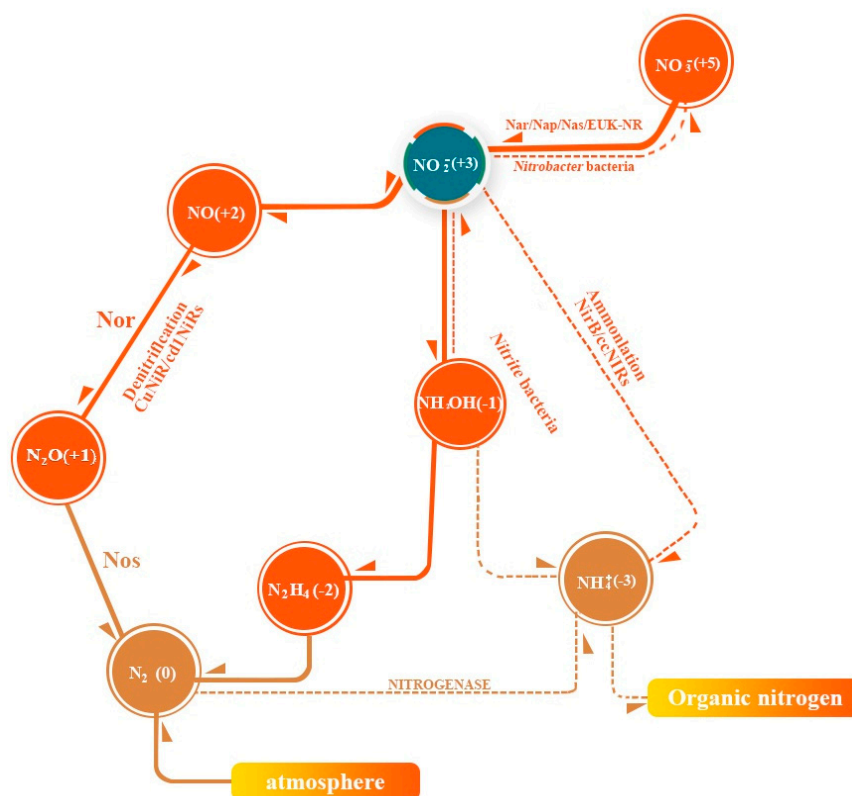 NO₃⁻(+5)
Nar/Nap/Nas/EUK-NR
NO₂⁻(+3)
Nitrobacter bacteria
NO(+2)
Ammonlation
NirB/ccNIRs
Nor
Denitrification
CuNiR/cd1NiRs
Nitrite bacteria
NH₂OH(-1)
N₂O(+1)
Nos
N₂H₄(-2)
NH₄⁺(-3)
N₂ (0)
NITROGENASE
Organic nitrogen
atmosphere